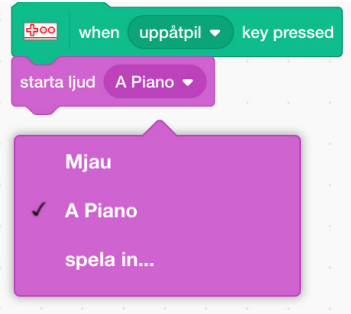 when uppåtpil key pressed
starta ljud A Piano
Mjau
A Piano
spela in...